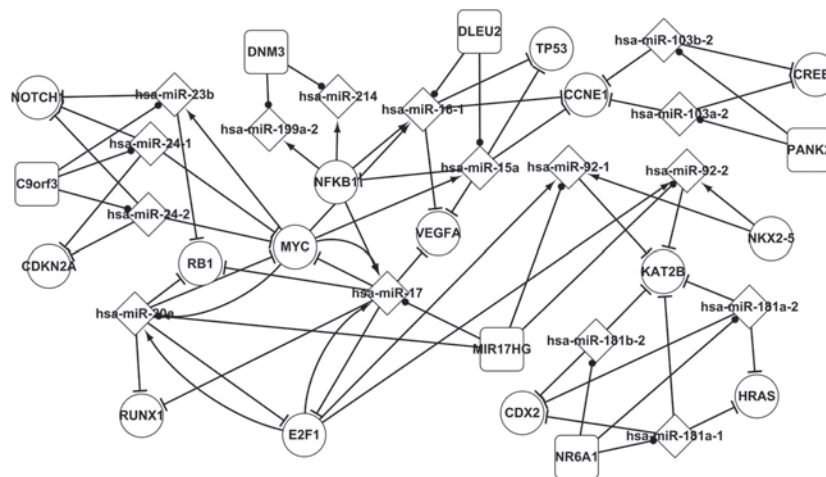 DLEU2
DNM3
TP53
hsa-miR-103b-2
CREB
NOTCH
hsa-miR-23b
hsa-miR-214
hsa-miR-16-1
CCNE1
hsa-miR-103a-2
hsa-miR-199a-2
hsa-miR-24-1
PANK2
C9orf3
NFKB1
hsa-miR-15a
hsa-miR-92-1
hsa-miR-92-2
hsa-miR-24-2
MYC
VEGFA
NKX2-5
CDKN2A
RB1
KAT2B
hsa-miR-17
hsa-miR-20a
hsa-miR-181a-2
MIR17HG
hsa-miR-181b-2
HRAS
RUNX1
CDX2
E2F1
hsa-miR-181a-1
NR6A1